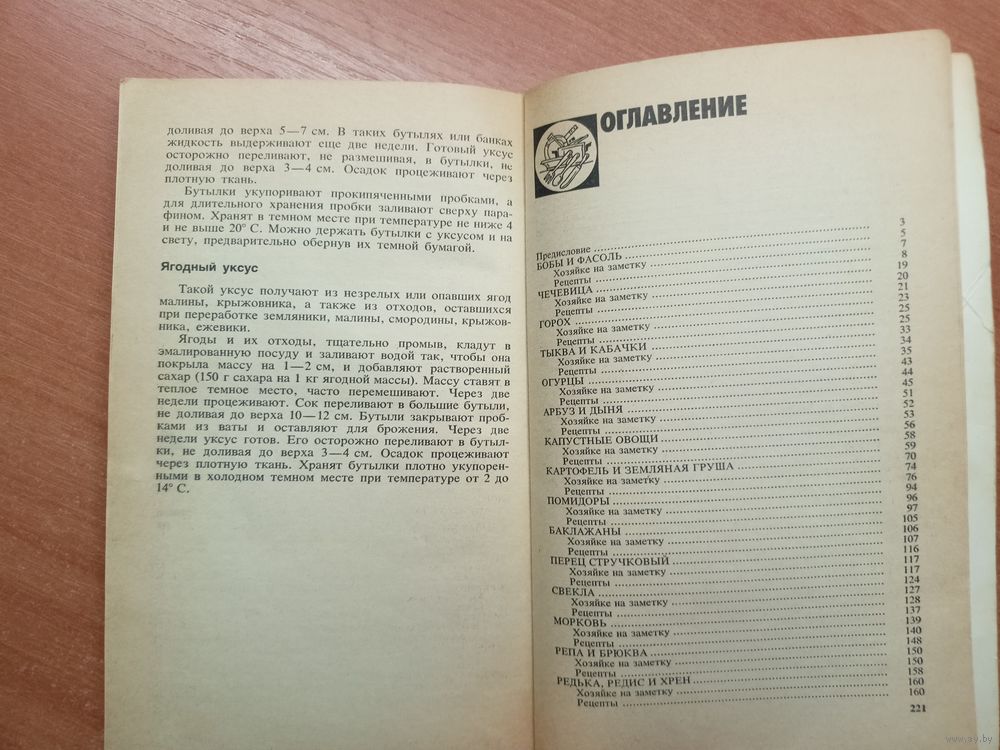 доливая до верха 5—7 см. В таких бутылях или банках
жидкость выдерживают еще две недели. Готовый уксус
осторожно переливают, не размешивая, в бутылки, не
доливая до верха 3—4 см. Осадок процеживают через
плотную ткань.
Бутылки укупоривают прокипяченными пробками, а
для длительного хранения пробки заливают сверху пара-
фином. Хранят в темном месте при температуре не ниже 4
и не выше 20° С. Можно держать бутылки с уксусом и на
свету, предварительно обернув их темной бумагой.
Ягодный уксус
Такой уксус получают из незрелых или опавших ягод
малины, крыжовника, а также из отходов, оставшихся
при переработке земляники, малины, смородины, крыжов-
ника, ежевики.
Ягоды и их отходы, тщательно промыв, кладут в
эмалированную посуду и заливают водой так, чтобы она
покрыла массу на 1—2 см, и добавляют растворенный
сахар (150 г сахара на 1 кг ягодной массы). Массу ставят в
теплое темное место, часто перемешивают. Через две
недели процеживают. Сок переливают в большие бутыли,
не доливая до верха 10—12 см. Бутыли закрывают проб-
ками из ваты и оставляют для брожения. Через две
недели уксус готов. Его осторожно переливают в бутыл-
ки, не доливая до верха 3—4 см. Осадок процеживают
через плотную ткань. Хранят бутылки плотно укупорен-
ными в холодном темном месте при температуре от 2 до
14° С.
ОГЛАВЛЕНИЕ
Предисловие 3
БОБЫ И ФАСОЛЬ 5
Хозяйке на заметку 7
Рецепты 8
ЧЕЧЕВИЦА 19
Хозяйке на заметку 20
Рецепты 21
ГОРОХ 23
Хозяйке на заметку 25
Рецепты 25
ТЫКВА И КАБАЧКИ 33
Хозяйке на заметку 34
Рецепты 35
ОГУРЦЫ 43
Хозяйке на заметку 44
Рецепты 45
АРБУЗ И ДЫНЯ 51
Хозяйке на заметку 52
Рецепты 53
КАПУСТНЫЕ ОВОЩИ 56
Хозяйке на заметку 58
Рецепты 59
КАРТОФЕЛЬ И ЗЕМЛЯНАЯ ГРУША 70
Хозяйке на заметку 74
Рецепты 76
ПОМИДОРЫ 94
Хозяйке на заметку 96
Рецепты 97
БАКЛАЖАНЫ 105
Хозяйке на заметку 106
Рецепты 107
ПЕРЕЦ СТРУЧКОВЫЙ 116
Хозяйке на заметку 117
Рецепты 117
СВЕКЛА 124
Хозяйке на заметку 127
Рецепты 128
МОРКОВЬ 137
Хозяйке на заметку 139
Рецепты 140
РЕПА И БРЮКВА 148
Хозяйке на заметку 150
Рецепты 150
РЕДЬКА, РЕДИС И ХРЕН 158
Хозяйке на заметку 160
Рецепты 160
221
www.ay.by